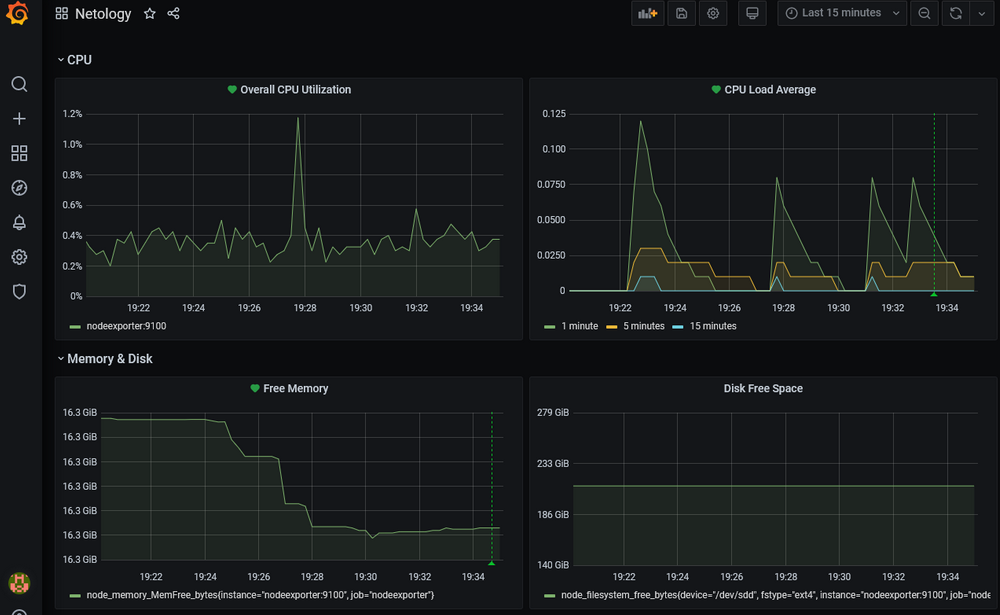 Netology
Last 15 minutes
CPU
Overall CPU Utilization
1.2%
1.0%
0.8%
0.6%
0.4%
0.2%
0%
19:22 19:24 19:26 19:28 19:30 19:32 19:34
nodeexporter:9100
CPU Load Average
0.125
0.100
0.0750
0.0500
0.0250
0
19:22 19:24 19:26 19:28 19:30 19:32 19:34
1 minute 5 minutes 15 minutes
Memory & Disk
Free Memory
16.3 GiB
16.3 GiB
16.3 GiB
16.3 GiB
16.3 GiB
16.3 GiB
16.3 GiB
19:22 19:24 19:26 19:28 19:30 19:32 19:34
node_memory_MemFree_bytes{instance="nodeexporter:9100", job="nodeexporter"}
Disk Free Space
279 GiB
233 GiB
186 GiB
140 GiB
19:22 19:24 19:26 19:28 19:30 19:32 19:34
node_filesystem_free_bytes{device="/dev/sdd", fstype="ext4", instance="nodeexporter:9100", job="node